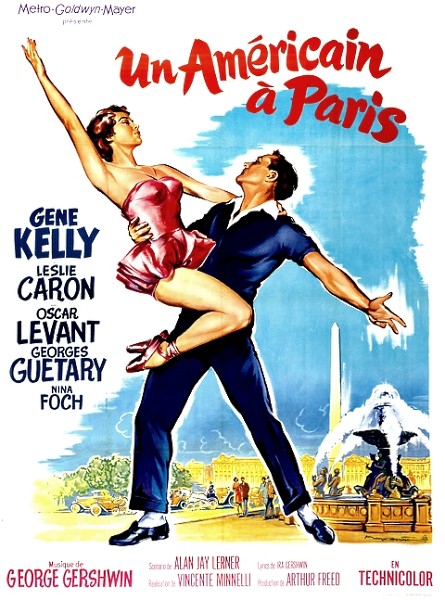 Metro-Goldwyn-Mayer
présente
un Américain
à Paris
GENE
KELLY
LESLIE
CARON
OSCAR
LEVANT
GEORGES
GUETARY
NINA
FOCH
Musique de
GEORGE GERSHWIN
Scenario de ALAN JAY LERNER
Réalisation de VINCENTE MINNELLI
Lyrics de IRA GERSHWIN
Production de ARTHUR FREED
EN
TECHNICOLOR